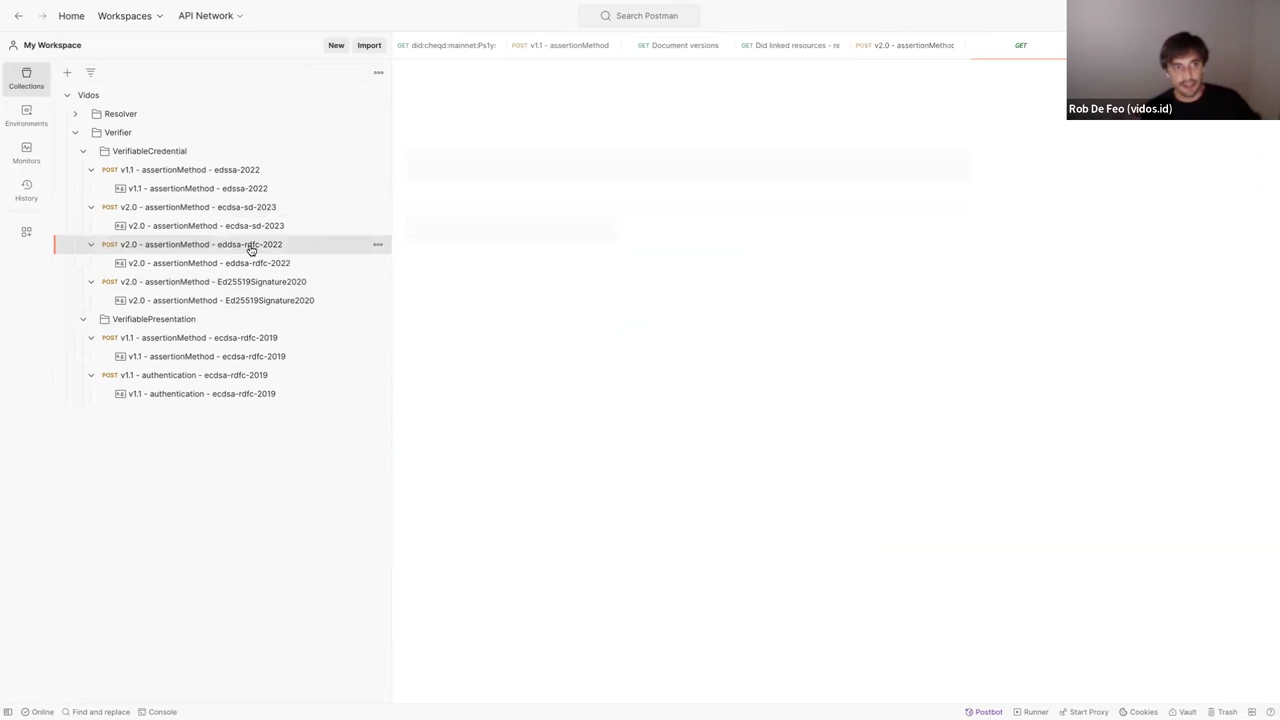 Home
Workspaces
API Network
Search Postman
My Workspace
New
Import
GET did:cheqd:mainnet:Ps1y:
POST v1.1 - assertionMethod
GET Document versions
GET Did linked resources - re
POST v2.0 - assertionMethod
GET
Rob De Feo (vidos.id)
Collections
Environments
Monitors
History
Vidos
Resolver
Verifier
VerifiableCredential
POST v1.1 - assertionMethod - edssa-2022
v1.1 - assertionMethod - edssa-2022
POST v2.0 - assertionMethod - ecdsa-sd-2023
v2.0 - assertionMethod - ecdsa-sd-2023
POST v2.0 - assertionMethod - eddsa-rdfc-2022
v2.0 - assertionMethod - eddsa-rdfc-2022
POST v2.0 - assertionMethod - Ed25519Signature2020
v2.0 - assertionMethod - Ed25519Signature2020
VerifiablePresentation
POST v1.1 - assertionMethod - ecdsa-rdfc-2019
v1.1 - assertionMethod - ecdsa-rdfc-2019
POST v1.1 - authentication - ecdsa-rdfc-2019
v1.1 - authentication - ecdsa-rdfc-2019
Online
Find and replace
Console
Postbot
Runner
Start Proxy
Cookies
Vault
Trash